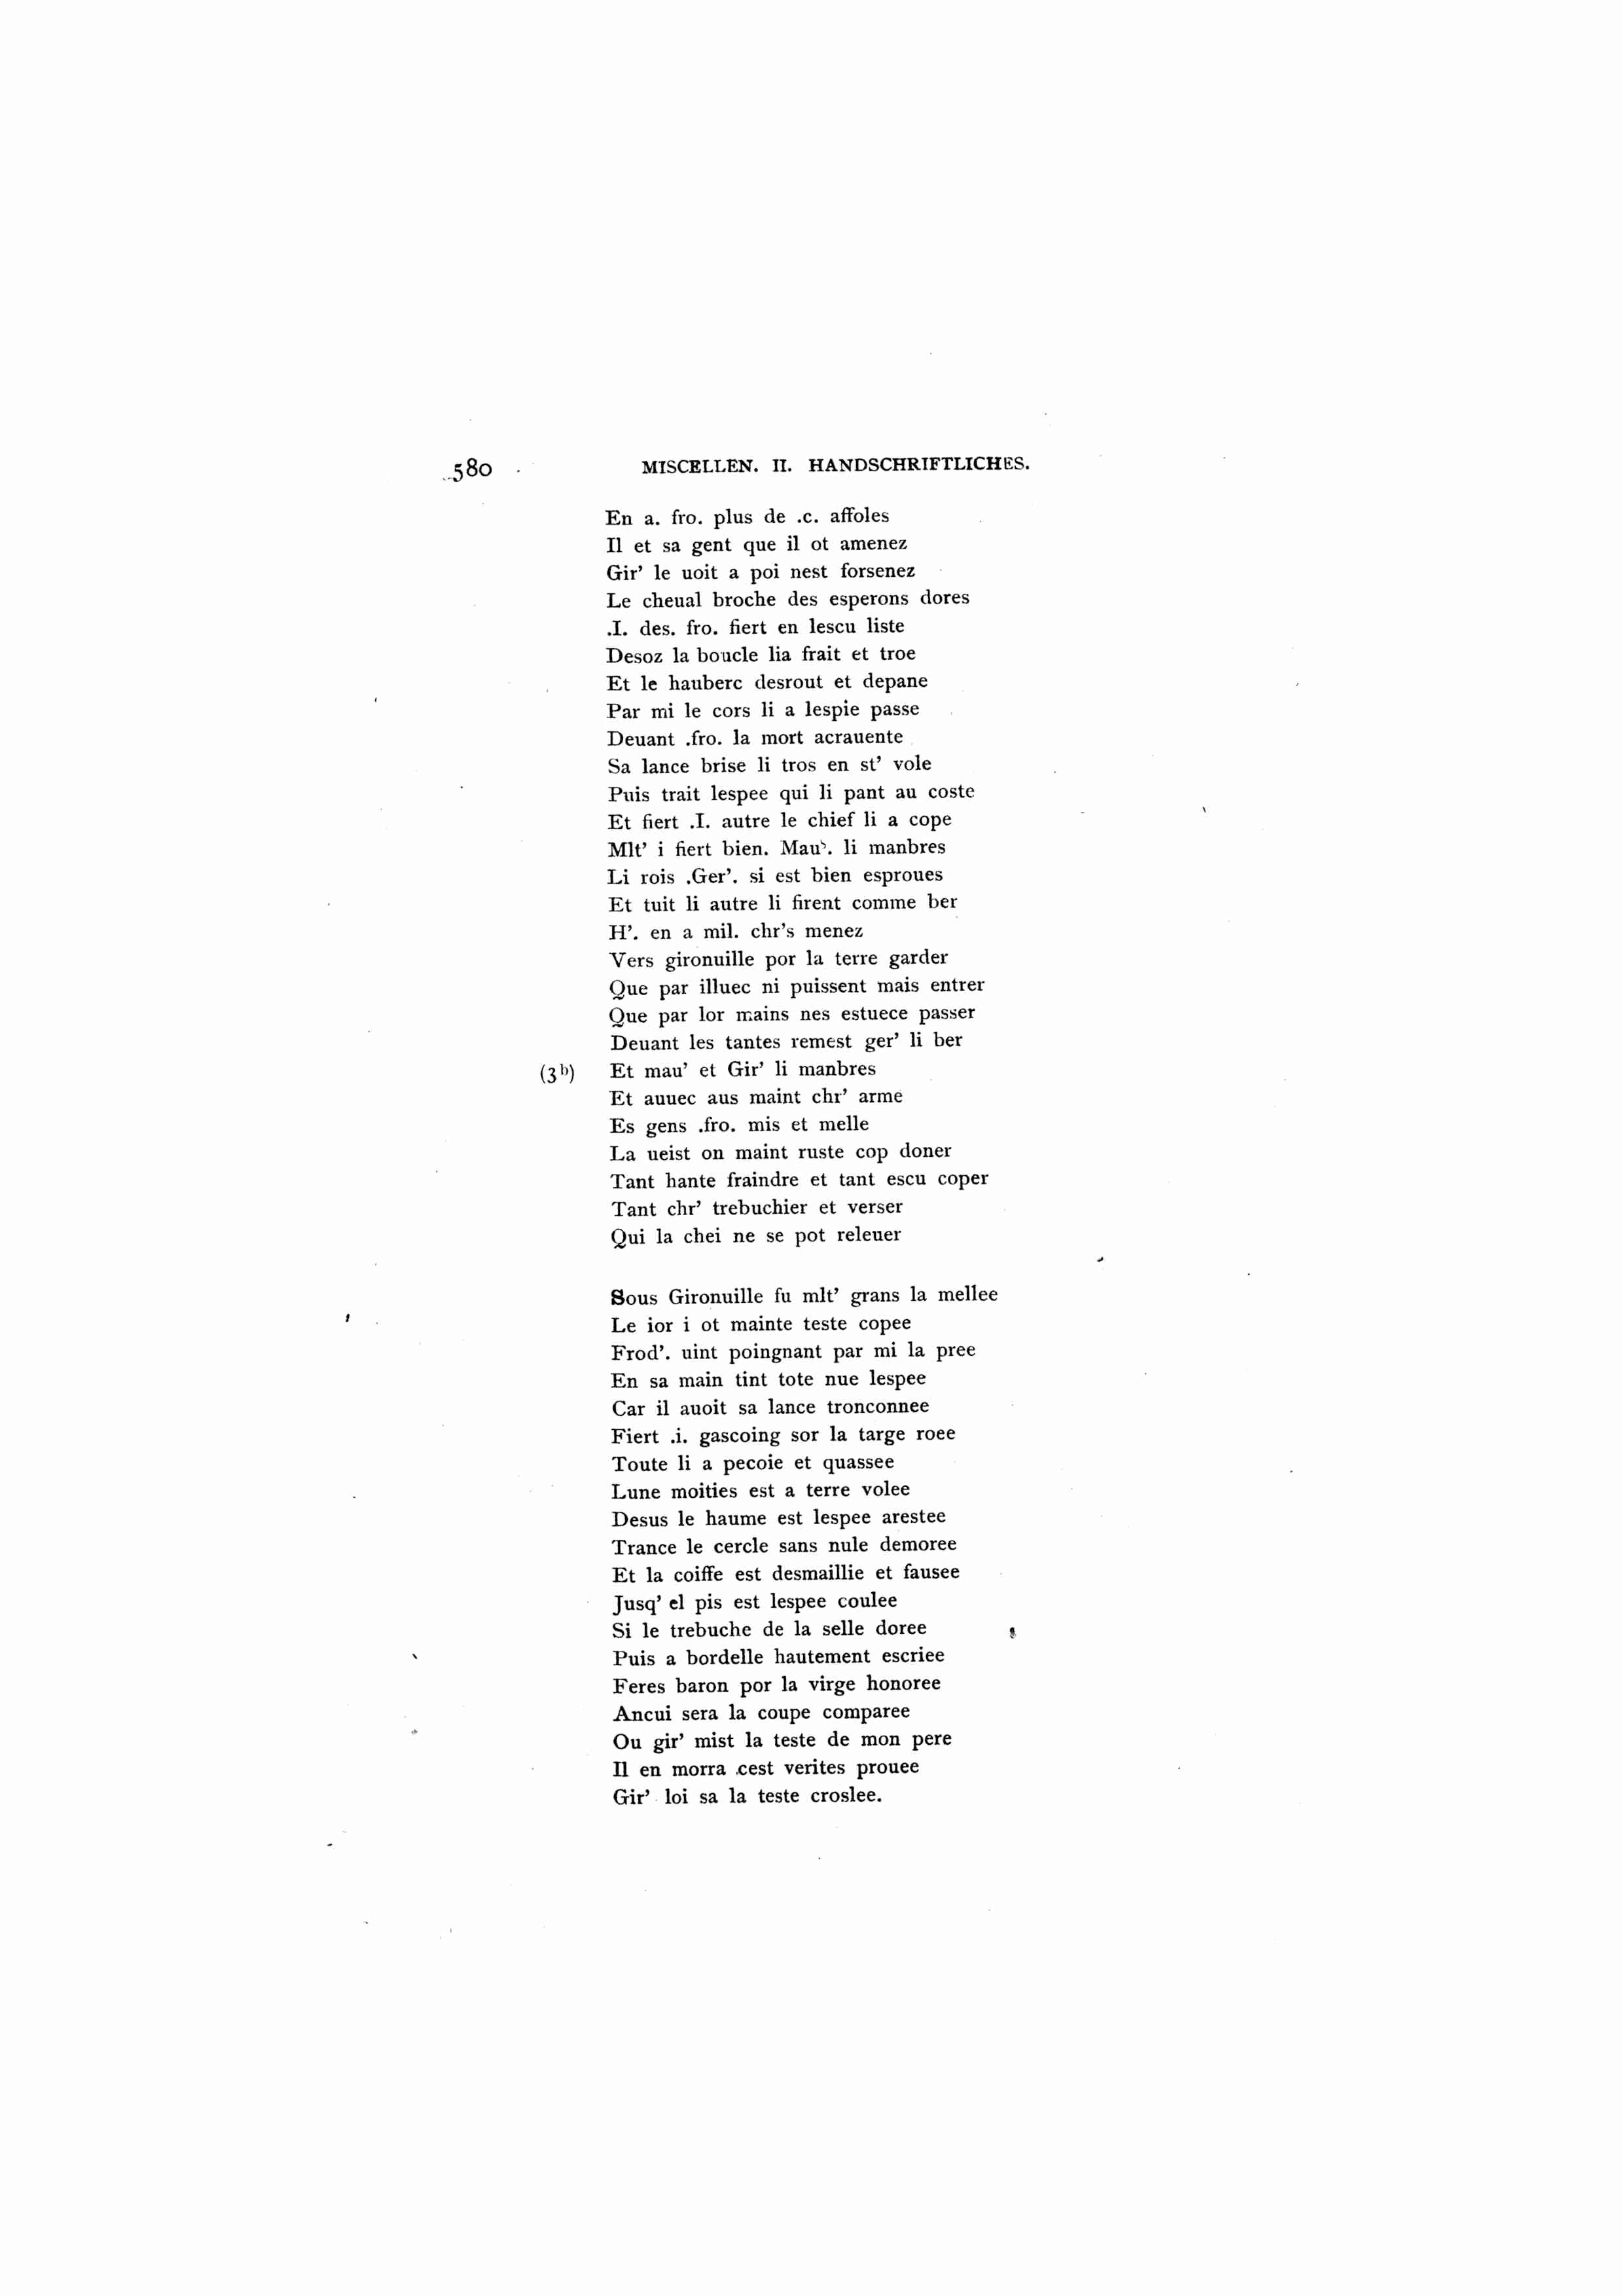 580 MISCELLEN. II. HANDSCHRIFTLICHES.
En a. fro. plus de .c. affoles
Il et sa gent que il ot amenez
Gir’ le uoit a poi nest forsenez
Le cheual broche des esperons dores
.I. des. fro. fiert en lescu liste
Desoz la boucle lia frait et troe
Et le hauberc desrout et depane
Par mi le cors li a lespie passe
Deuant .fro. la mort acrauente
Sa lance brise li tros en st’ vole
Puis trait lespee qui li pant au coste
Et fiert .I. autre le chief li a cope
Mlt’ i fiert bien. Mau’. li manbres
Li rois .Ger’. si est bien esproues
Et tuit li autre li firent comme ber
H’. en a mil. chr’s menez
Vers gironuille por la terre garder
Que par illuec ni puissent mais entrer
Que par lor mains nes estuece passer
Deuant les tantes remest ger’ li ber
(3b) Et mau’ et Gir’ li manbres
Et auuec aus maint chr’ arme
Es gens .fro. mis et melle
La ueist on maint ruste cop doner
Tant hante fraindre et tant escu coper
Tant chr’ trebuchier et verser
Qui la chei ne se pot releuer
Sous Gironuille fu mlt’ grans la mellee
Le ior i ot mainte teste copee
Frod’. uint poingnant par mi la pree
En sa main tint tote nue lespee
Car il auoit sa lance tronconnee
Fiert .i. gascoing sor la targe roee
Toute li a pecoie et quassee
Lune moities est a terre volee
Desus le haume est lespee arestee
Trance le cercle sans nule demoree
Et la coiffe est desmaillie et fausee
Jusq’ el pis est lespee coulee
Si le trebuche de la selle doree
Puis a bordelle hautement escriee
Feres baron por la virge honoree
Ancui sera la coupe comparee
Ou gir’ mist la teste de mon pere
Il en morra cest verites prouee
Gir’ loi sa la teste croslee.